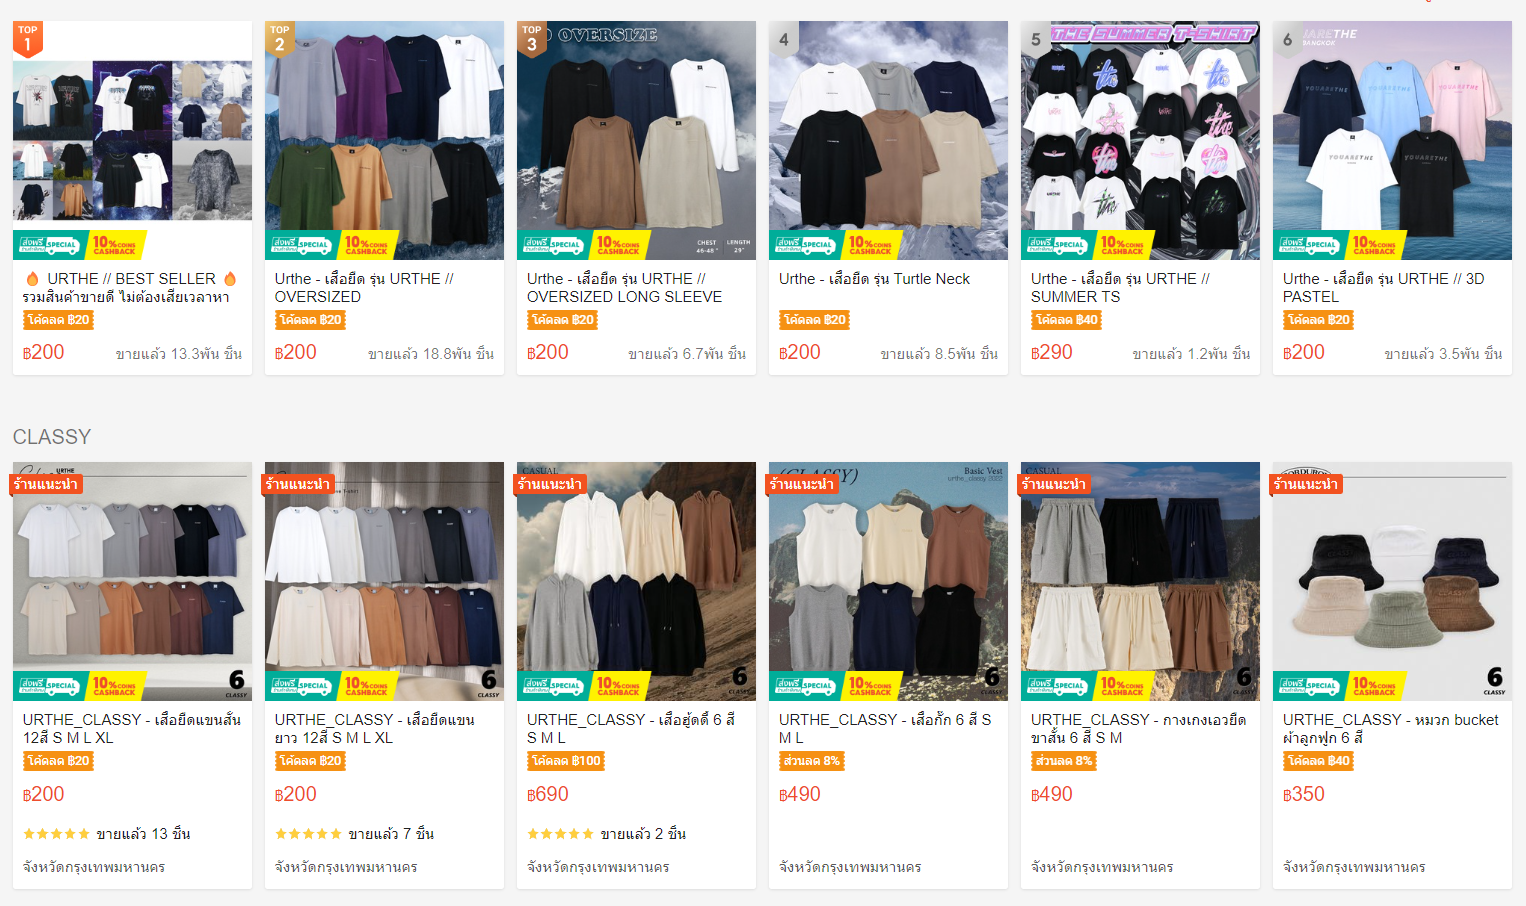 TOP
1
TOP
2
TOP
3
OVERSIZE
4
5
THE SUMMER T-SHIRT
6
BANGKOK
YOUARETHE
YOUARETHE
YOUARETHE
CHEST
46-48 "
LENGTH
29"
ส่งฟรี SPECIAL 10% COINS CASHBACK
ส่งฟรี SPECIAL 10% COINS CASHBACK
ส่งฟรี SPECIAL 10% COINS CASHBACK
ส่งฟรี SPECIAL 10% COINS CASHBACK
ส่งฟรี SPECIAL 10% COINS CASHBACK
ส่งฟรี SPECIAL 10% COINS CASHBACK
🔥 URTHE // BEST SELLER 🔥
รวมสินค้าขายดี ไม่ต้องเสียเวลาหา
โค้ดลด ฿20
฿200 ขายแล้ว 13.3พัน ชิ้น
Urthe - เสื้อยืด รุ่น URTHE //
OVERSIZED
โค้ดลด ฿20
฿200 ขายแล้ว 18.8พัน ชิ้น
Urthe - เสื้อยืด รุ่น URTHE //
OVERSIZED LONG SLEEVE
โค้ดลด ฿20
฿200 ขายแล้ว 6.7พัน ชิ้น
Urthe - เสื้อยืด รุ่น Turtle Neck
โค้ดลด ฿20
฿200 ขายแล้ว 8.5พัน ชิ้น
Urthe - เสื้อยืด รุ่น URTHE //
SUMMER TS
โค้ดลด ฿40
฿290 ขายแล้ว 1.2พัน ชิ้น
Urthe - เสื้อยืด รุ่น URTHE // 3D
PASTEL
โค้ดลด ฿20
฿200 ขายแล้ว 3.5พัน ชิ้น
CLASSY
URTHE
ร้านแนะนำ
ร้านแนะนำ
CASUAL
ร้านแนะนำ
(CLASSY)
Basic Vest
urthe_classy 2022
ร้านแนะนำ
CASUAL
ร้านแนะนำ
ร้านแนะนำ
CLASSY
ส่งฟรี SPECIAL 10% COINS CASHBACK 6 CLASSY
ส่งฟรี SPECIAL 10% COINS CASHBACK 6 CLASSY
ส่งฟรี SPECIAL 10% COINS CASHBACK 6 CLASSY
ส่งฟรี SPECIAL 10% COINS CASHBACK 6 CLASSY
ส่งฟรี SPECIAL 10% COINS CASHBACK 6 CLASSY
ส่งฟรี SPECIAL 10% COINS CASHBACK 6 CLASSY
URTHE_CLASSY - เสื้อยืดแขนสั้น
12สี S M L XL
โค้ดลด ฿20
฿200
ขายแล้ว 13 ชิ้น
จังหวัดกรุงเทพมหานคร
URTHE_CLASSY - เสื้อยืดแขน
ยาว 12สี S M L XL
โค้ดลด ฿20
฿200
ขายแล้ว 7 ชิ้น
จังหวัดกรุงเทพมหานคร
URTHE_CLASSY - เสื้อฮู้ดดี้ 6 สี
S M L
โค้ดลด ฿100
฿690
ขายแล้ว 2 ชิ้น
จังหวัดกรุงเทพมหานคร
URTHE_CLASSY - เสื้อกั๊ก 6 สี S
M L
ส่วนลด 8%
฿490
จังหวัดกรุงเทพมหานคร
URTHE_CLASSY - กางเกงเอวยืด
ขาสั้น 6 สี S M
ส่วนลด 8%
฿490
จังหวัดกรุงเทพมหานคร
URTHE_CLASSY - หมวก bucket
ผ้าลูกฟูก 6 สี
โค้ดลด ฿40
฿350
จังหวัดกรุงเทพมหานคร